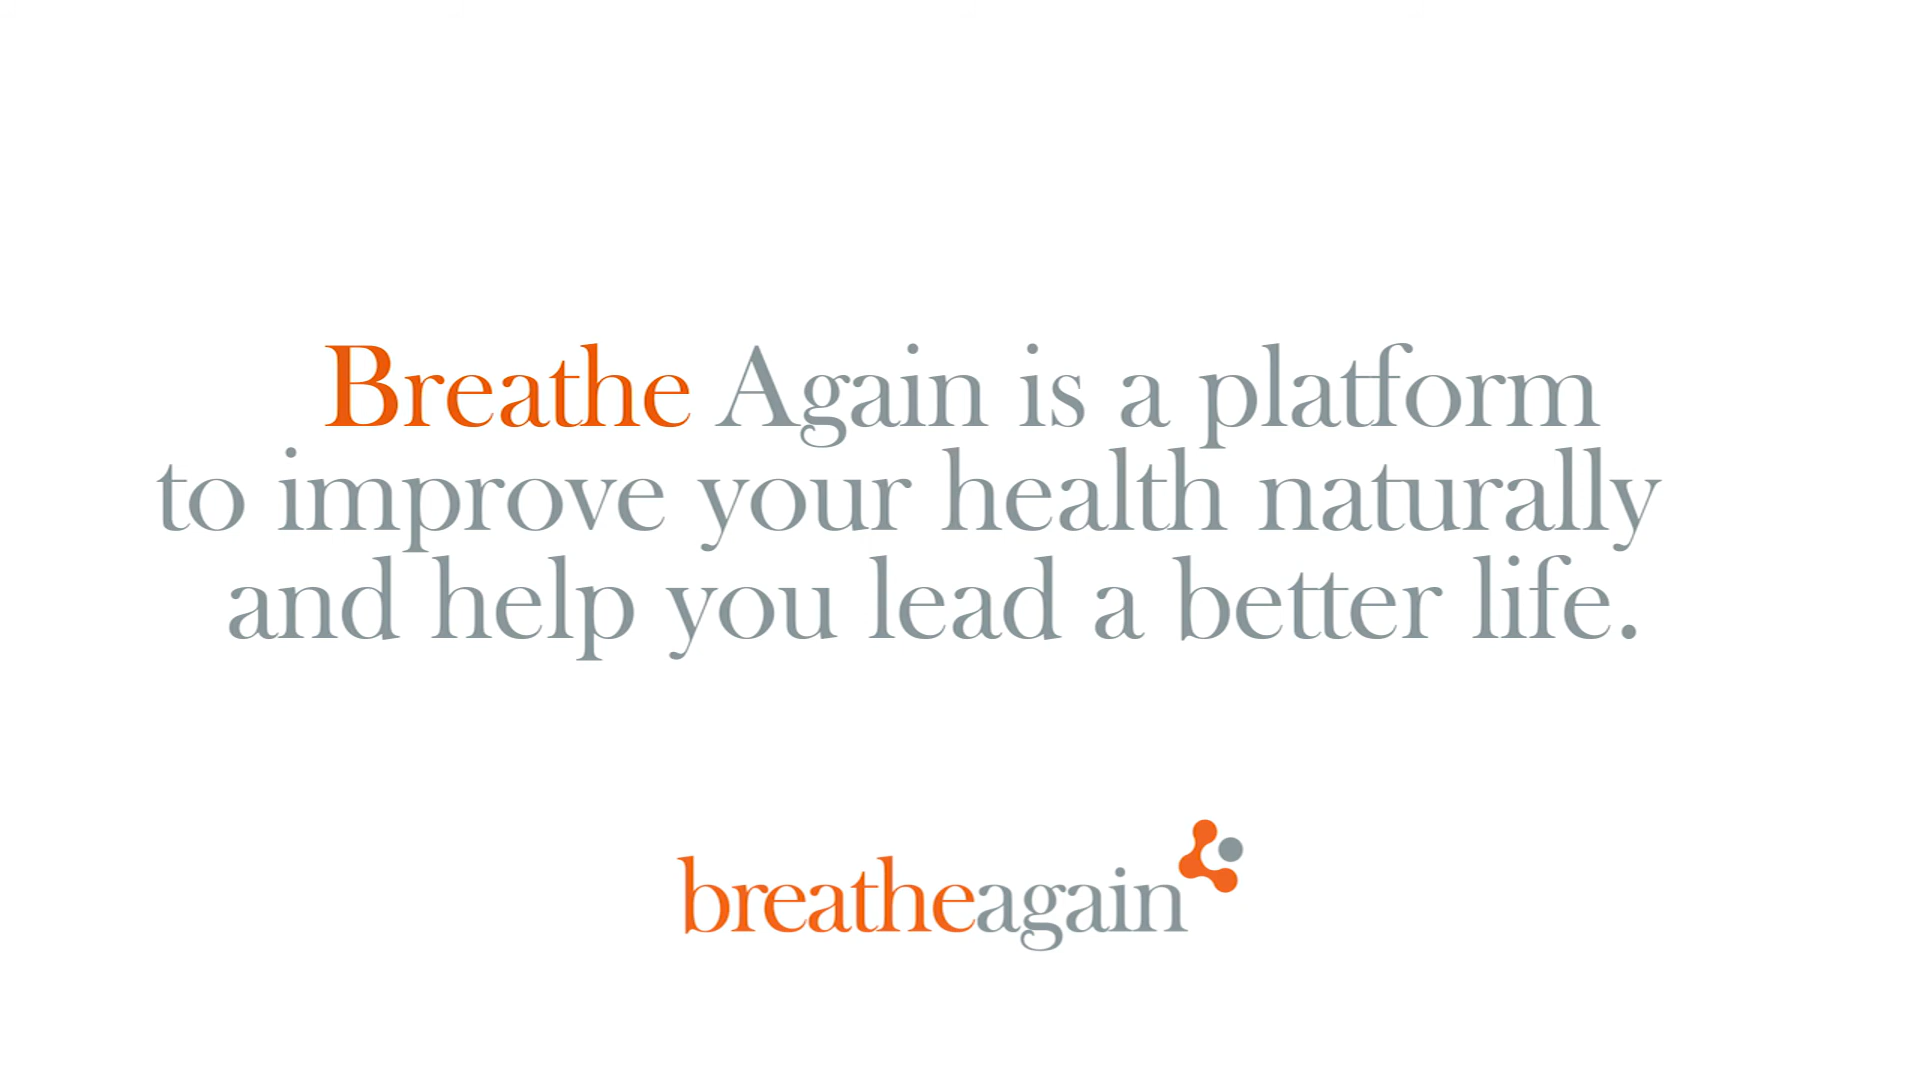 Breathe Again is a platform
to improve your health naturally
and help you lead a better life.
breatheagain